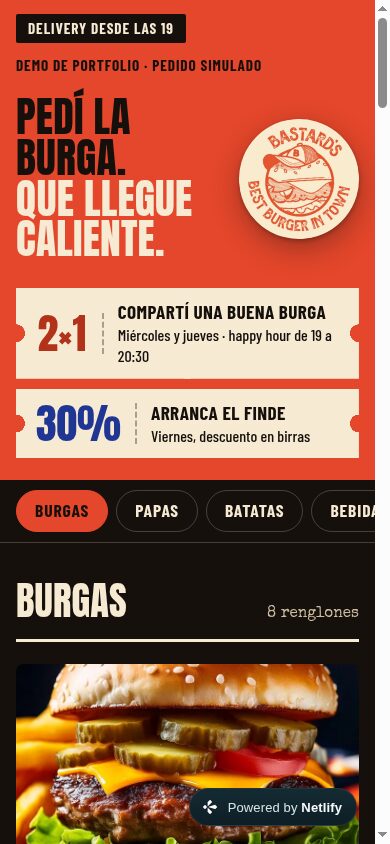 DELIVERY DESDE LAS 19
DEMO DE PORTFOLIO · PEDIDO SIMULADO
PEDÍ LA
BURGA.
QUE LLEGUE
CALIENTE.
BASTARD'S
BEST BURGER IN TOWN
2×1
COMPARTÍ UNA BUENA BURGA
Miércoles y jueves · happy hour de 19 a
20:30
30%
ARRANCA EL FINDE
Viernes, descuento en birras
BURGAS
PAPAS
BATATAS
BEBIDA
BURGAS
8 renglones
Powered by Netlify